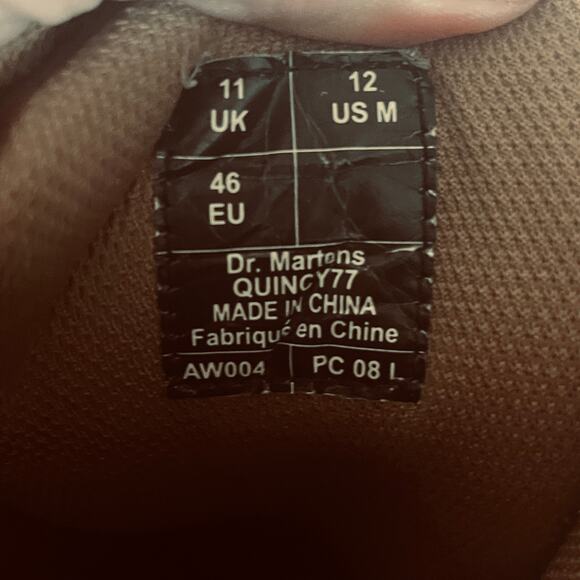 11
UK
12
US M
46
EU
Dr. Martens
QUINCY77
MADE IN CHINA
Fabriqué en Chine
AW004
PC 08 I